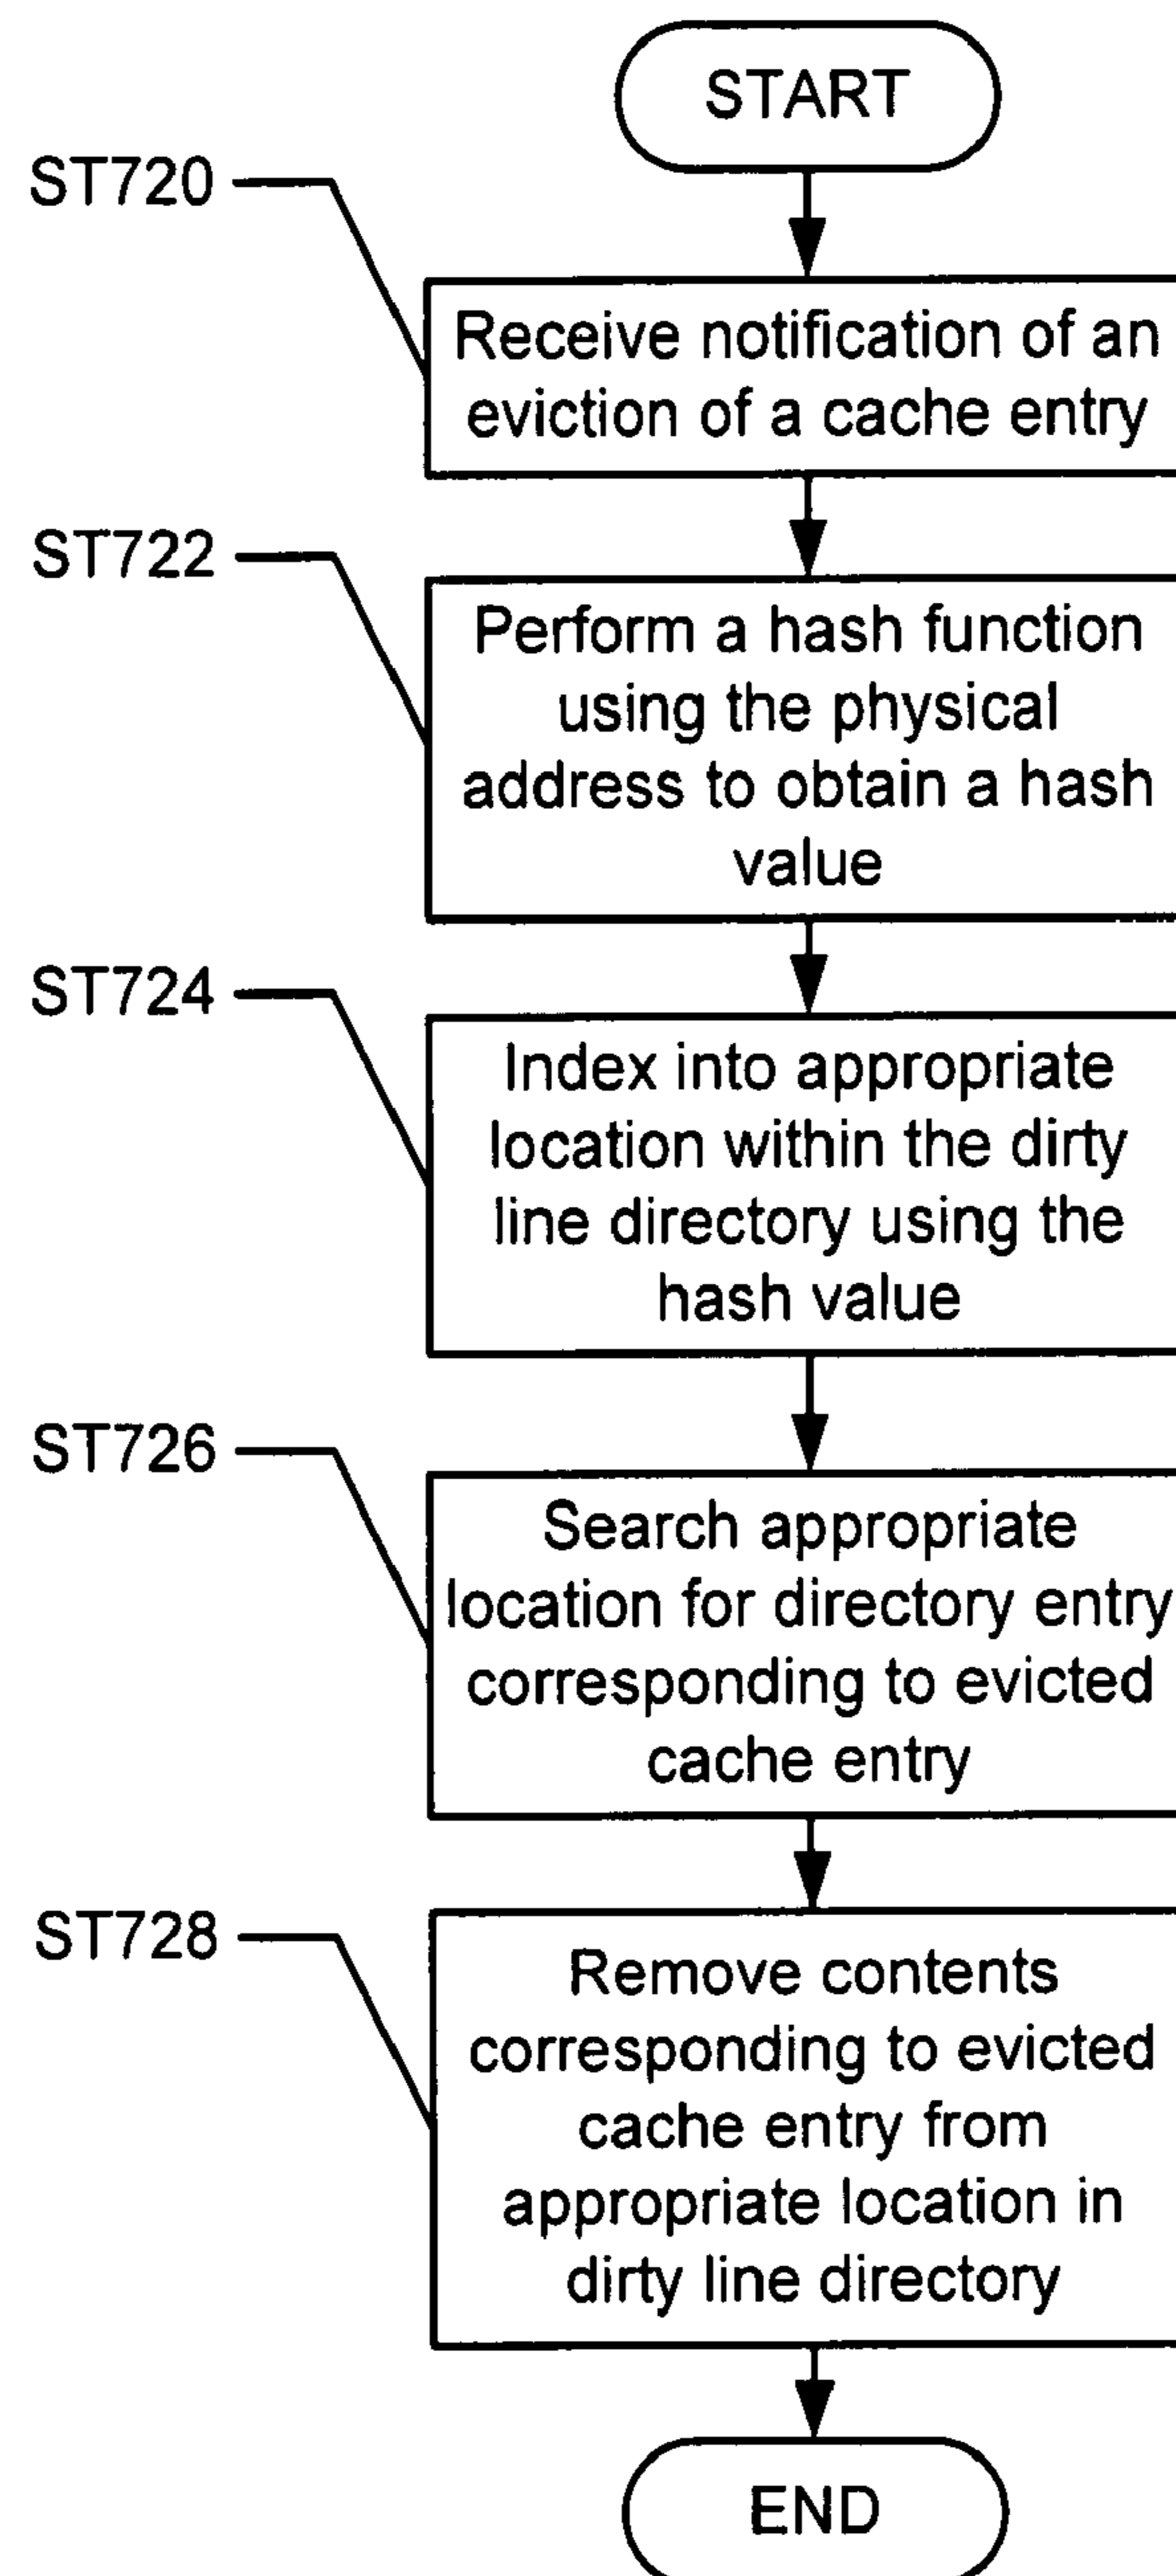 START
ST720
Receive notification of an
eviction of a cache entry
ST722
Perform a hash function
using the physical
address to obtain a hash
value
ST724
Index into appropriate
location within the dirty
line directory using the
hash value
ST726
Search appropriate
location for directory entry
corresponding to evicted
cache entry
ST728
Remove contents
corresponding to evicted
cache entry from
appropriate location in
dirty line directory
END